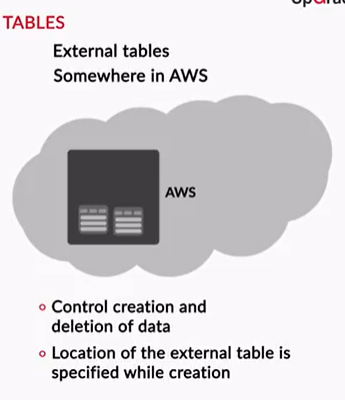 TABLES
External tables
Somewhere in AWS
AWS
Control creation and
deletion of data
Location of the external table is
specified while creation